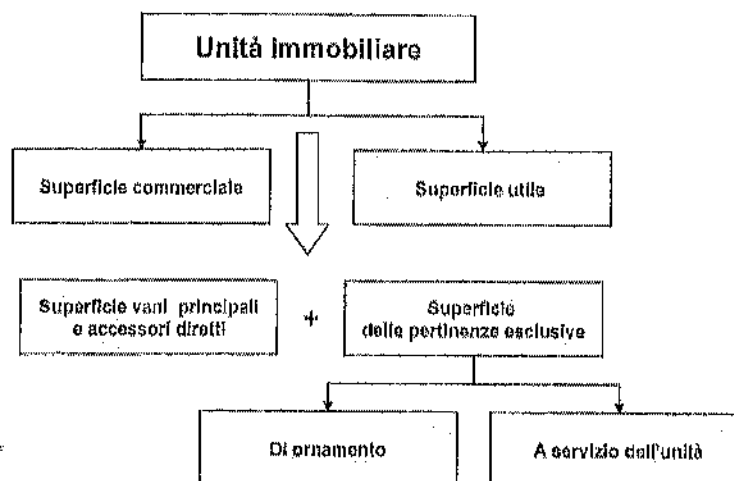 Unità immobiliare
Superficie commerciale
Superficie utile
Superficie vani principali
e accessori diretti
+
Superficie
delle pertinenze esclusive
Di ornamento
A servizio dell'unità